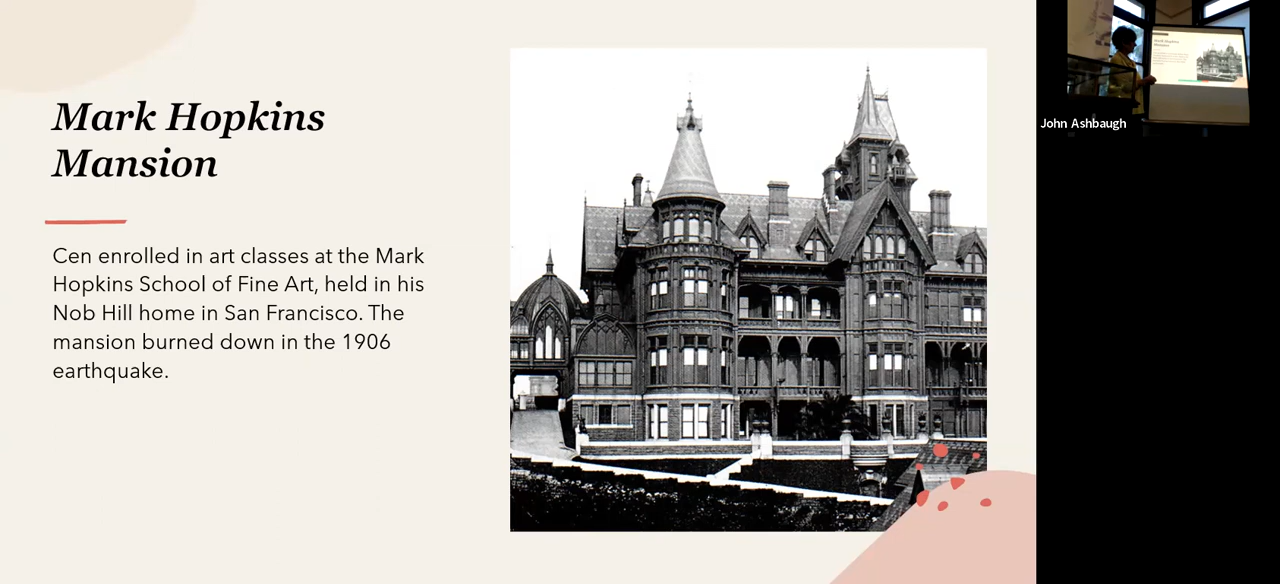 Mark Hopkins
Mansion
Cen enrolled in art classes at the Mark
Hopkins School of Fine Art, held in his
Nob Hill home in San Francisco. The
mansion burned down in the 1906
earthquake.
John Ashbaugh